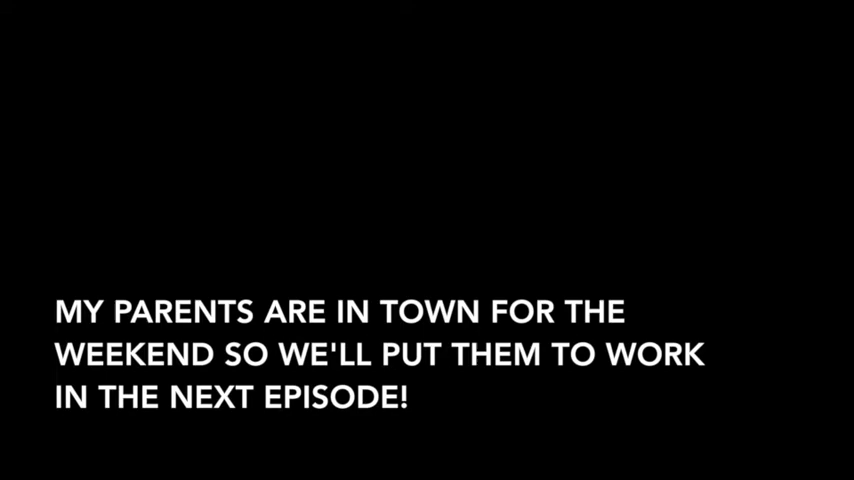 MY PARENTS ARE IN TOWN FOR THE
WEEKEND SO WE'LL PUT THEM TO WORK
IN THE NEXT EPISODE!